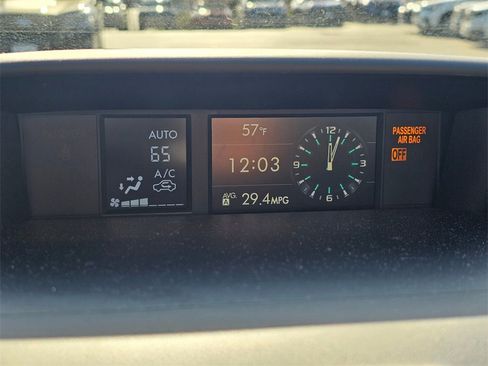 AUTO
65
A/C
57°F
12:03
AVG.
A 29.4MPG
12
3
6
9
PASSENGER
AIR BAG
OFF